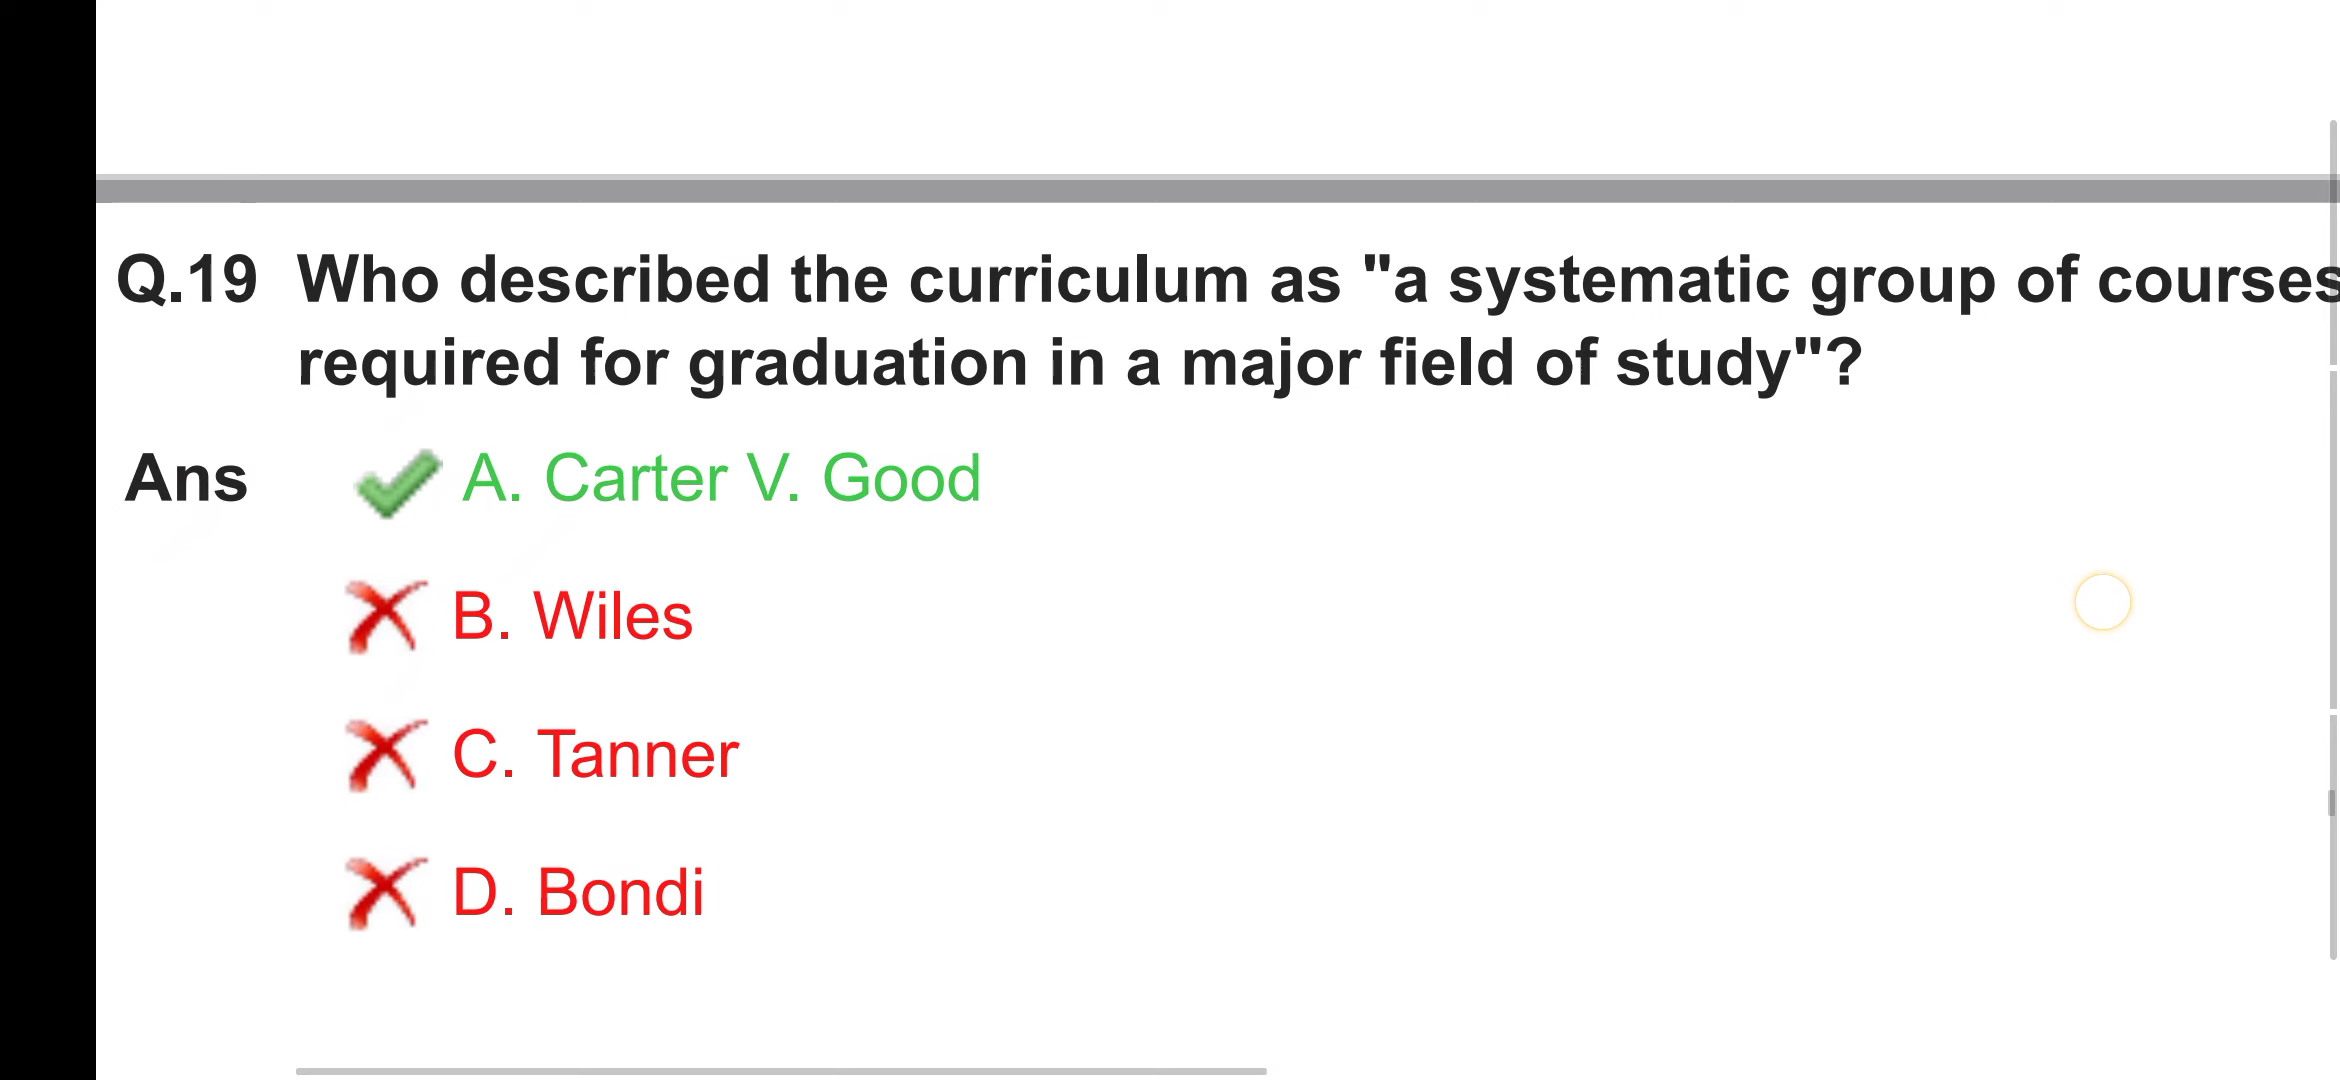 Q.19 Who described the curriculum as "a systematic group of courses
required for graduation in a major field of study"?
Ans A. Carter V. Good
B. Wiles
C. Tanner
D. Bondi